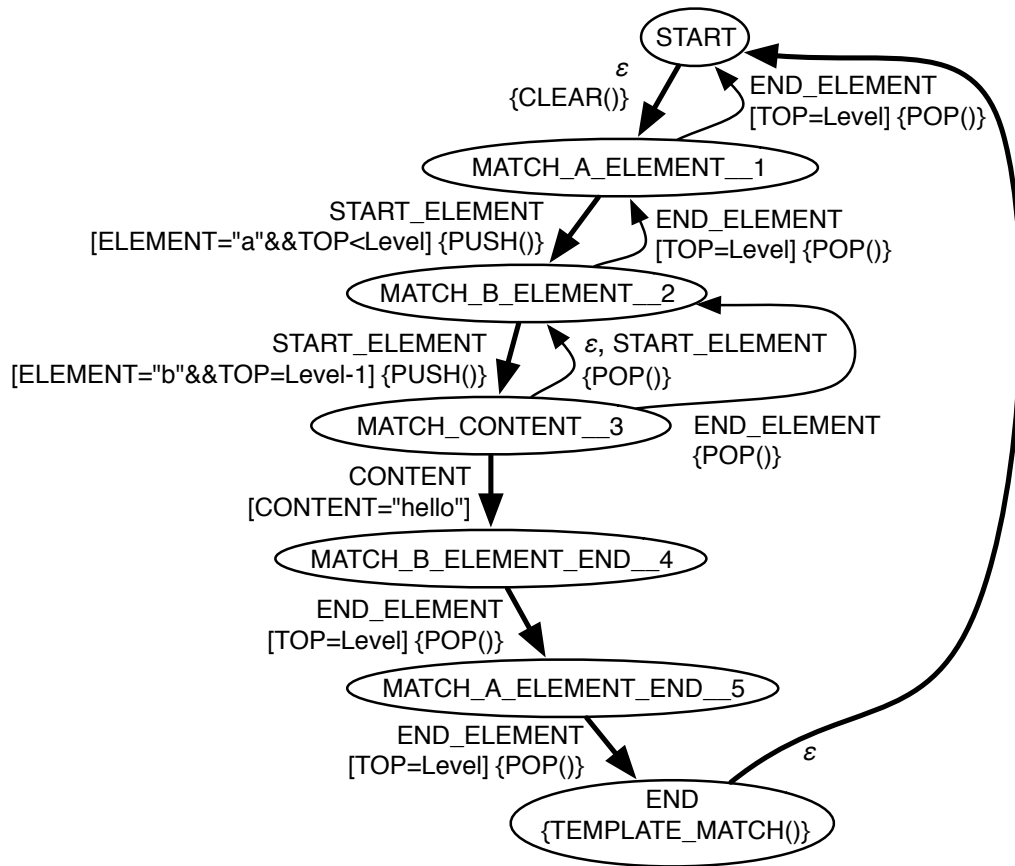 START
ε
{CLEAR()}
END_ELEMENT
[TOP=Level] {POP()}
MATCH_A_ELEMENT__1
START_ELEMENT
[ELEMENT="a"&&TOP<Level] {PUSH()}
END_ELEMENT
[TOP=Level] {POP()}
MATCH_B_ELEMENT__2
START_ELEMENT
[ELEMENT="b"&&TOP=Level-1] {PUSH()}
ε, START_ELEMENT
{POP()}
MATCH_CONTENT__3
END_ELEMENT
{POP()}
CONTENT
[CONTENT="hello"]
MATCH_B_ELEMENT_END__4
END_ELEMENT
[TOP=Level] {POP()}
MATCH_A_ELEMENT_END__5
END_ELEMENT
[TOP=Level] {POP()}
ε
END
{TEMPLATE_MATCH()}